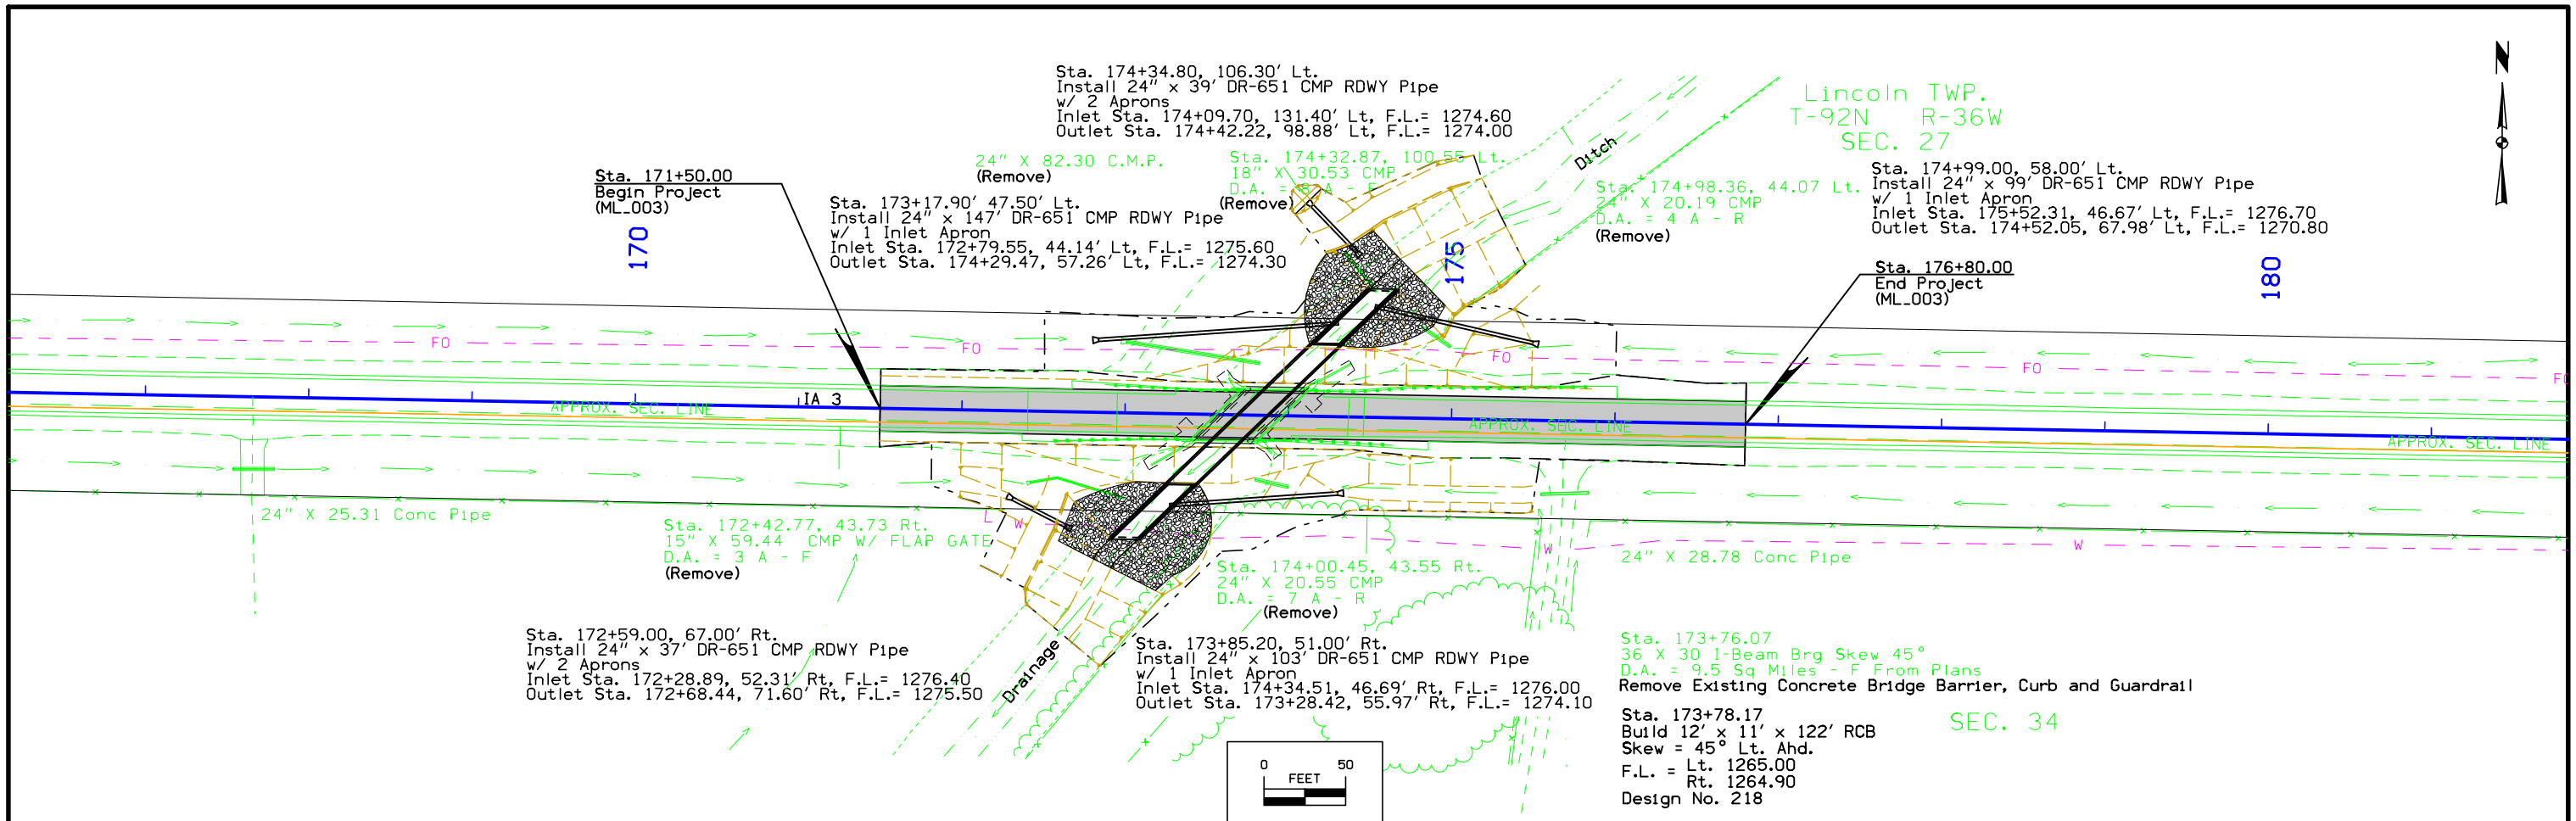 N
Sta. 174+34.80, 106.30' Lt.
Install 24" x 39' DR-651 CMP RDWY Pipe
w/ 2 Aprons
Inlet Sta. 174+09.70, 131.40' Lt, F.L.= 1274.60
Outlet Sta. 174+42.22, 98.88' Lt, F.L.= 1274.00
Lincoln TWP.
T-92N R-36W
SEC. 27
Ditch
24" X 82.30 C.M.P.
(Remove)
Sta. 174+32.87, 100.55 Lt.
18" X 30.53 CMP
D.A. = 8 A - F
(Remove)
Sta. 171+50.00
Begin Project
(ML_003)
Sta. 174+98.36, 44.07 Lt.
24" X 20.19 CMP
D.A. = 4 A - R
(Remove)
Sta. 174+99.00, 58.00' Lt.
Install 24" x 99' DR-651 CMP RDWY Pipe
w/ 1 Inlet Apron
Inlet Sta. 175+52.31, 46.67' Lt, F.L.= 1276.70
Outlet Sta. 174+52.05, 67.98' Lt, F.L.= 1270.80
Sta. 173+17.90' 47.50' Lt.
Install 24" x 147' DR-651 CMP RDWY Pipe
w/ 1 Inlet Apron
Inlet Sta. 172+79.55, 44.14' Lt, F.L.= 1275.60
Outlet Sta. 174+29.47, 57.26' Lt, F.L.= 1274.30
170
175
180
Sta. 176+80.00
End Project
(ML_003)
FO
FO
FO
FO
FO
IA 3
APPROX. SEC. LINE
APPROX. SEC. LINE
APPROX. SEC. LINE
24" X 25.31 Conc Pipe
Sta. 172+42.77, 43.73 Rt.
15" X 59.44 CMP W/ FLAP GATE
D.A. = 3 A - F
(Remove)
W
W
W
24" X 28.78 Conc Pipe
Sta. 174+00.45, 43.55 Rt.
24" X 20.55 CMP
D.A. = 7 A - R
(Remove)
Sta. 172+59.00, 67.00' Rt.
Install 24" x 37' DR-651 CMP RDWY Pipe
w/ 2 Aprons
Inlet Sta. 172+28.89, 52.31' Rt, F.L.= 1276.40
Outlet Sta. 172+68.44, 71.60' Rt, F.L.= 1275.50
Drainage
Sta. 173+85.20, 51.00' Rt.
Install 24" x 103' DR-651 CMP RDWY Pipe
w/ 1 Inlet Apron
Inlet Sta. 174+34.51, 46.69' Rt, F.L.= 1276.00
Outlet Sta. 173+28.42, 55.97' Rt, F.L.= 1274.10
Sta. 173+76.07
36 X 30 I-Beam Brg Skew 45°
D.A. = 9.5 Sq Miles - F From Plans
Remove Existing Concrete Bridge Barrier, Curb and Guardrail
Sta. 173+78.17
Build 12' x 11' x 122' RCB
Skew = 45° Lt. Ahd.
F.L. = Lt. 1265.00
Rt. 1264.90
Design No. 218
SEC. 34
0 50
FEET